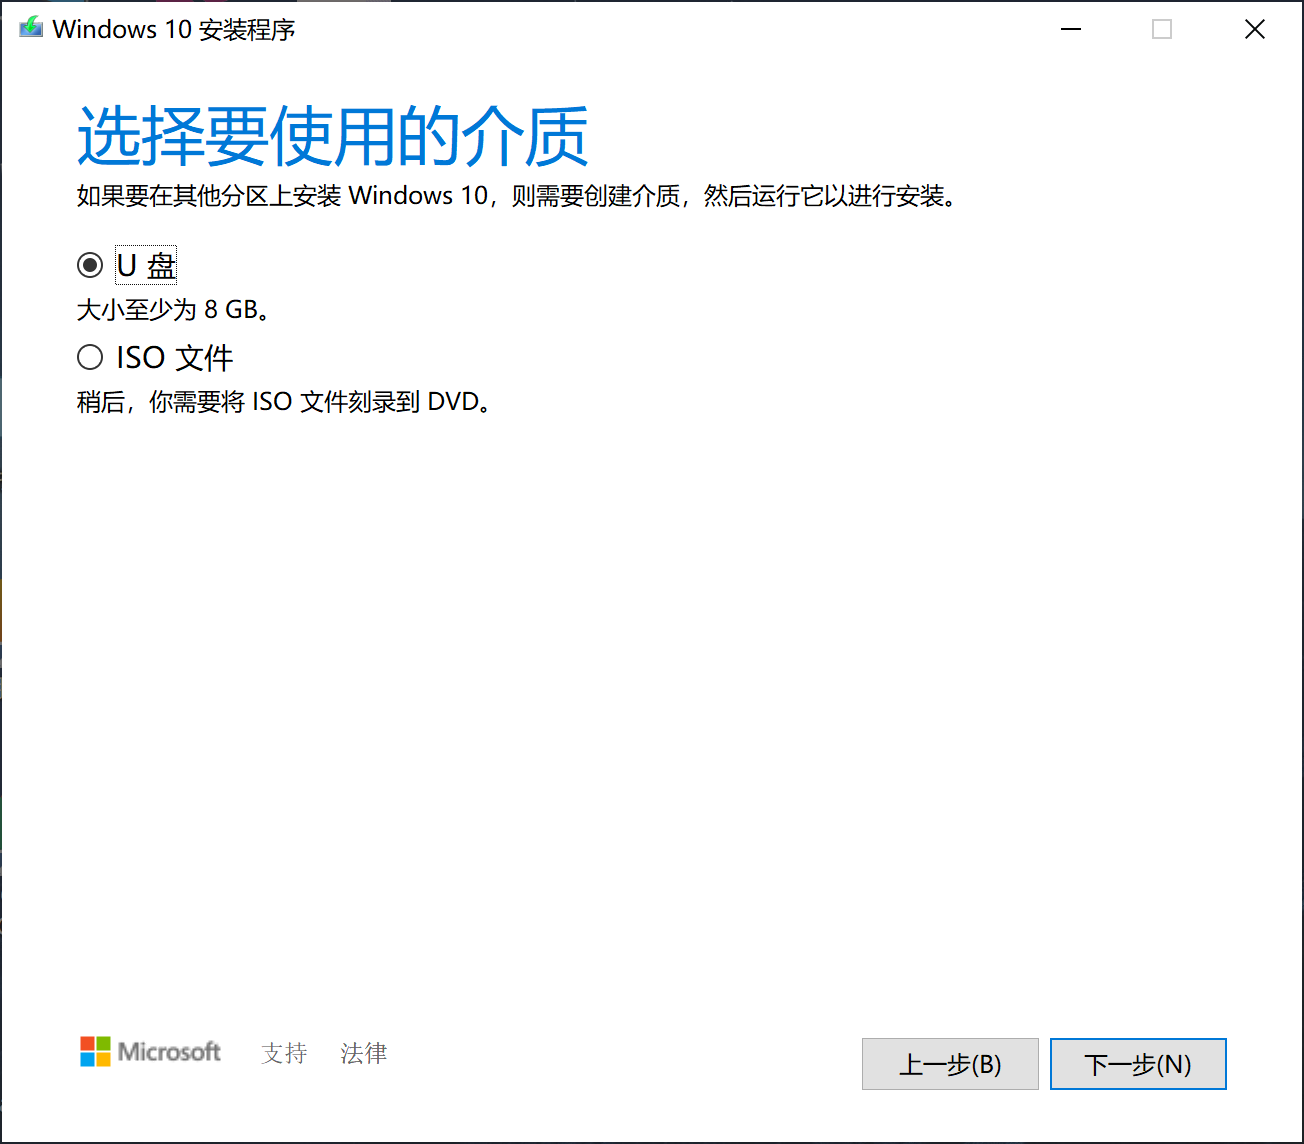 Windows 10 安装程序
选择要使用的介质
如果要在其他分区上安装 Windows 10，则需要创建介质，然后运行它以进行安装。
U 盘
大小至少为 8 GB。
ISO 文件
稍后，你需要将 ISO 文件刻录到 DVD。
Microsoft 支持 法律 上一步(B) 下一步(N)